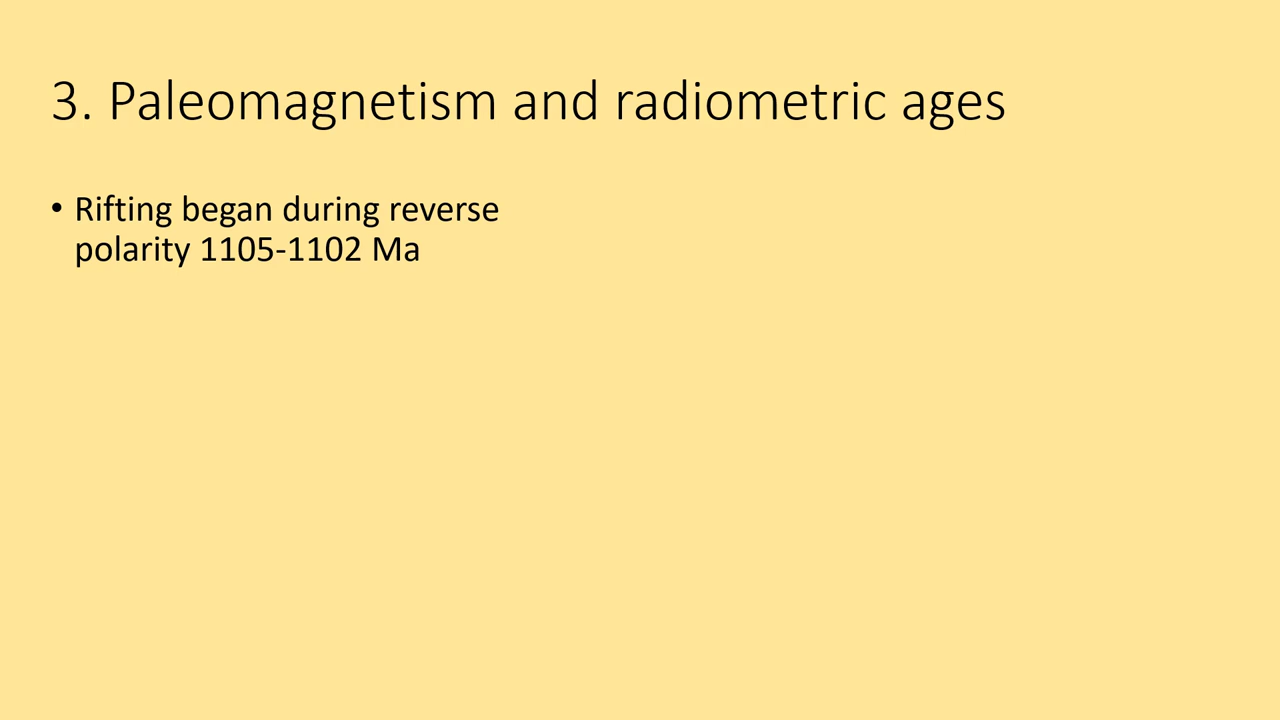 3. Paleomagnetism and radiometric ages
• Rifting began during reverse
polarity 1105-1102 Ma